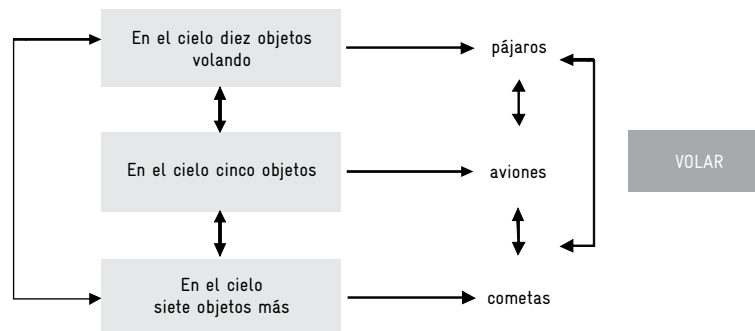 En el cielo diez objetos
volando
pájaros
En el cielo cinco objetos
aviones
VOLAR
En el cielo
siete objetos más
cometas